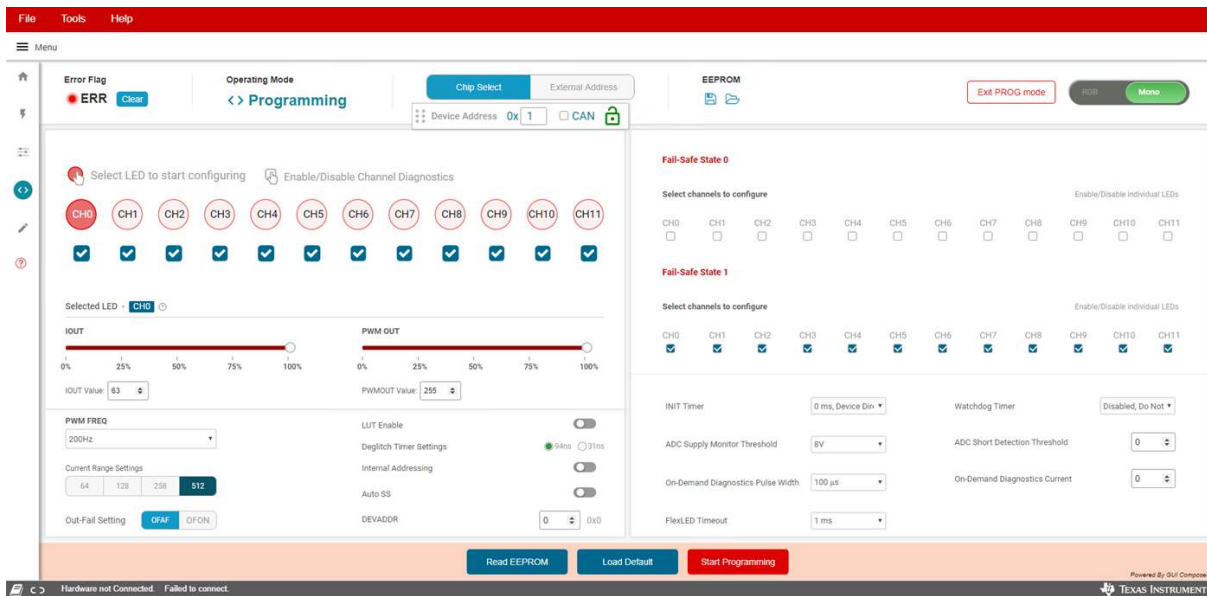 File Tools Help
Menu
Error Flag
ERR Clear
Operating Mode
<> Programming
Chip Select External Address
Device Address 0x 1 CAN
EEPROM
Exit PROG mode
RGB Mono
Select LED to start configuring Enable/Disable Channel Diagnostics
CH0 CH1 CH2 CH3 CH4 CH5 CH6 CH7 CH8 CH9 CH10 CH11
Selected LED - CH0
IOUT
0% 25% 50% 75% 100%
IOUT Value: 63
PWM OUT
0% 25% 50% 75% 100%
PWMOUT Value: 255
PWM FREQ
200Hz
Current Range Settings
64 128 258 512
Out-Fail Setting OFAF OFON
LUT Enable
Deglitch Timer Settings 94ns 31ns
Internal Addressing
Auto SS
DEVADDR 0 0x0
Fail-Safe State 0
Select channels to configure Enable/Disable individual LEDs
CH0 CH1 CH2 CH3 CH4 CH5 CH6 CH7 CH8 CH9 CH10 CH11
Fail-Safe State 1
Select channels to configure Enable/Disable individual LEDs
CH0 CH1 CH2 CH3 CH4 CH5 CH6 CH7 CH8 CH9 CH10 CH11
INIT Timer 0 ms, Device Dir Watchdog Timer Disabled, Do Not
ADC Supply Monitor Threshold 8V ADC Short Detection Threshold 0
On-Demand Diagnostics Pulse Width 100 µs On-Demand Diagnostics Current 0
FlexLED Timeout 1 ms
Read EEPROM Load Default Start Programming
Powered By GUI Compose
Hardware not Connected. Failed to connect. TEXAS INSTRUMENT